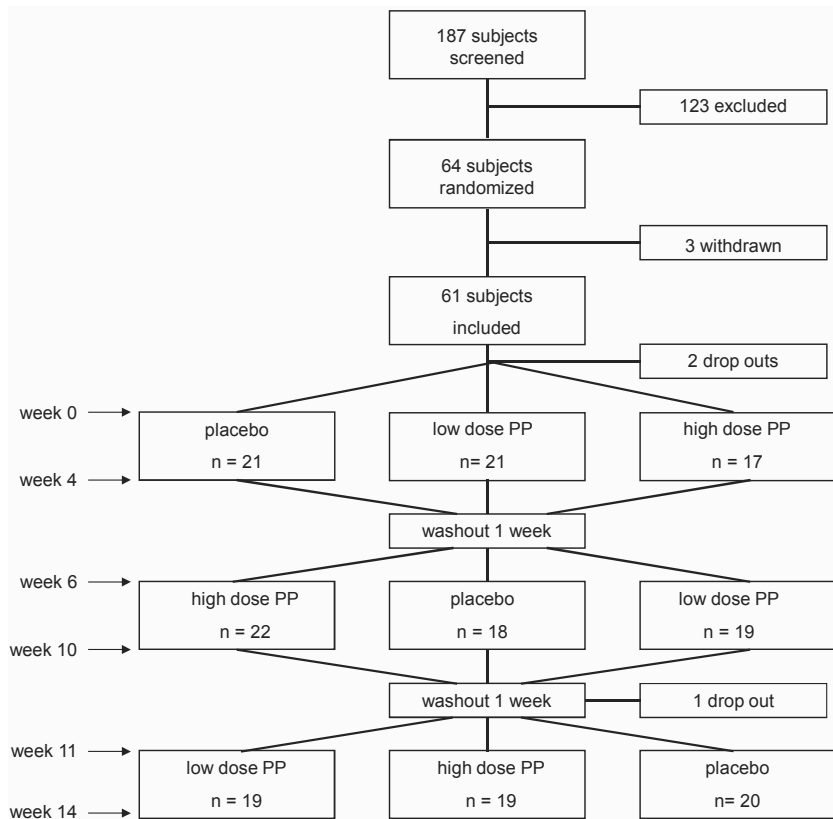 187 subjects
screened
123 excluded
64 subjects
randomized
3 withdrawn
61 subjects
included
2 drop outs
week 0
placebo
n = 21
low dose PP
n= 21
high dose PP
n = 17
week 4
washout 1 week
week 6
high dose PP
n = 22
placebo
n = 18
low dose PP
n = 19
week 10
washout 1 week
1 drop out
week 11
low dose PP
n = 19
high dose PP
n = 19
placebo
n= 20
week 14